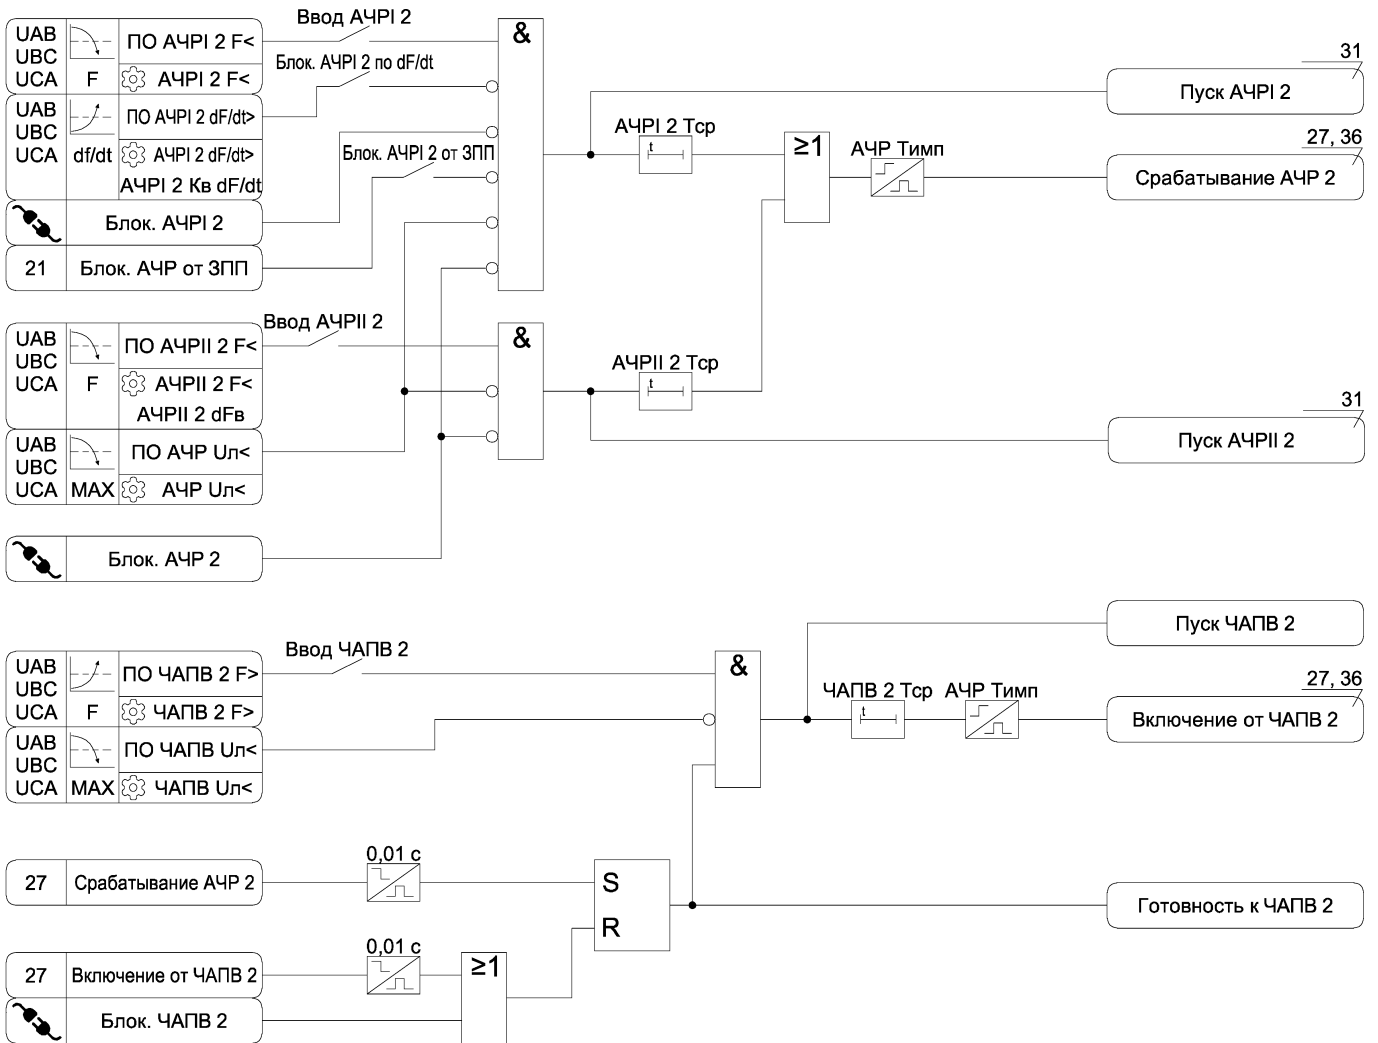 Ввод АЧРI 2
UAB
UBC
UCA
F
ПО АЧРI 2 F<
АЧРI 2 F<
Блок. АЧРI 2 по dF/dt
UAB
UBC
UCA
df/dt
ПО АЧРI 2 dF/dt>
АЧРI 2 dF/dt>
АЧРI 2 Кв dF/dt
Блок. АЧРI 2 от ЗПП
Блок. АЧРI 2
21
Блок. АЧР от ЗПП
&
АЧРI 2 Тср
t
≥1
АЧР Тимп
31
Пуск АЧРI 2
27, 36
Срабатывание АЧР 2
Ввод АЧРII 2
UAB
UBC
UCA
F
ПО АЧРII 2 F<
АЧРII 2 F<
АЧРII 2 dFв
UAB
UBC
UCA
MAX
ПО АЧР Uл<
АЧР Uл<
&
АЧРII 2 Тср
t
31
Пуск АЧРII 2
Блок. АЧР 2
Ввод ЧАПВ 2
UAB
UBC
UCA
F
ПО ЧАПВ 2 F>
ЧАПВ 2 F>
UAB
UBC
UCA
MAX
ПО ЧАПВ Uл<
ЧАПВ Uл<
&
ЧАПВ 2 Тср
t
АЧР Тимп
Пуск ЧАПВ 2
27, 36
Включение от ЧАПВ 2
27
Срабатывание АЧР 2
0,01 с
S
R
Готовность к ЧАПВ 2
27
Включение от ЧАПВ 2
0,01 с
≥1
Блок. ЧАПВ 2